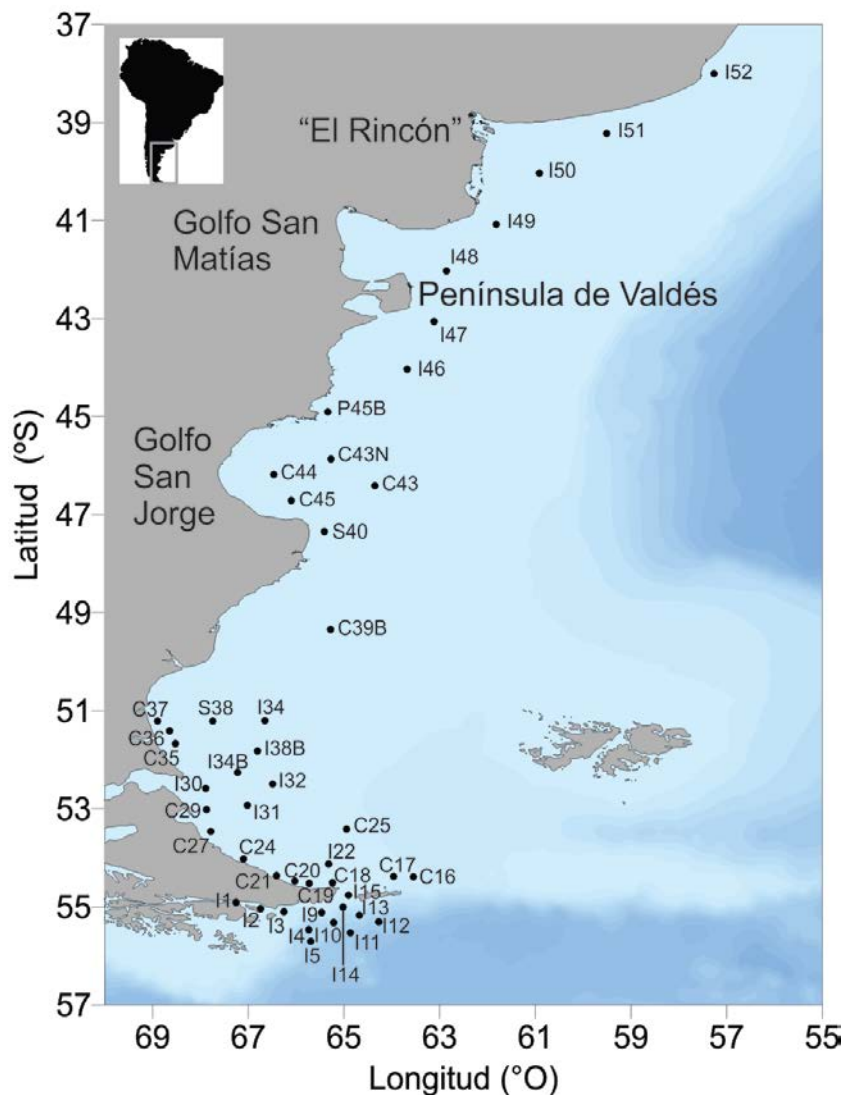 37
I52
39
"El Rincón"
I51
I50
41
Golfo San
Matías
I49
I48
Península de Valdés
43
I47
I46
45
P45B
Golfo
San
Jorge
C43N
C44
C43
C45
47
S40
Latitud (ºS)
49
C39B
51
C37
S38
I34
C36
C35
I38B
I34B
I30
I32
53
C29
I31
C27
C25
C24
I22
C21
C20
C18
C17
C16
C19
I15
55
I1
I2
I3
I9
I13
I12
I4
I10
I11
I5
I14
57
69
67
65
63
61
59
57
55
Longitud (°O)